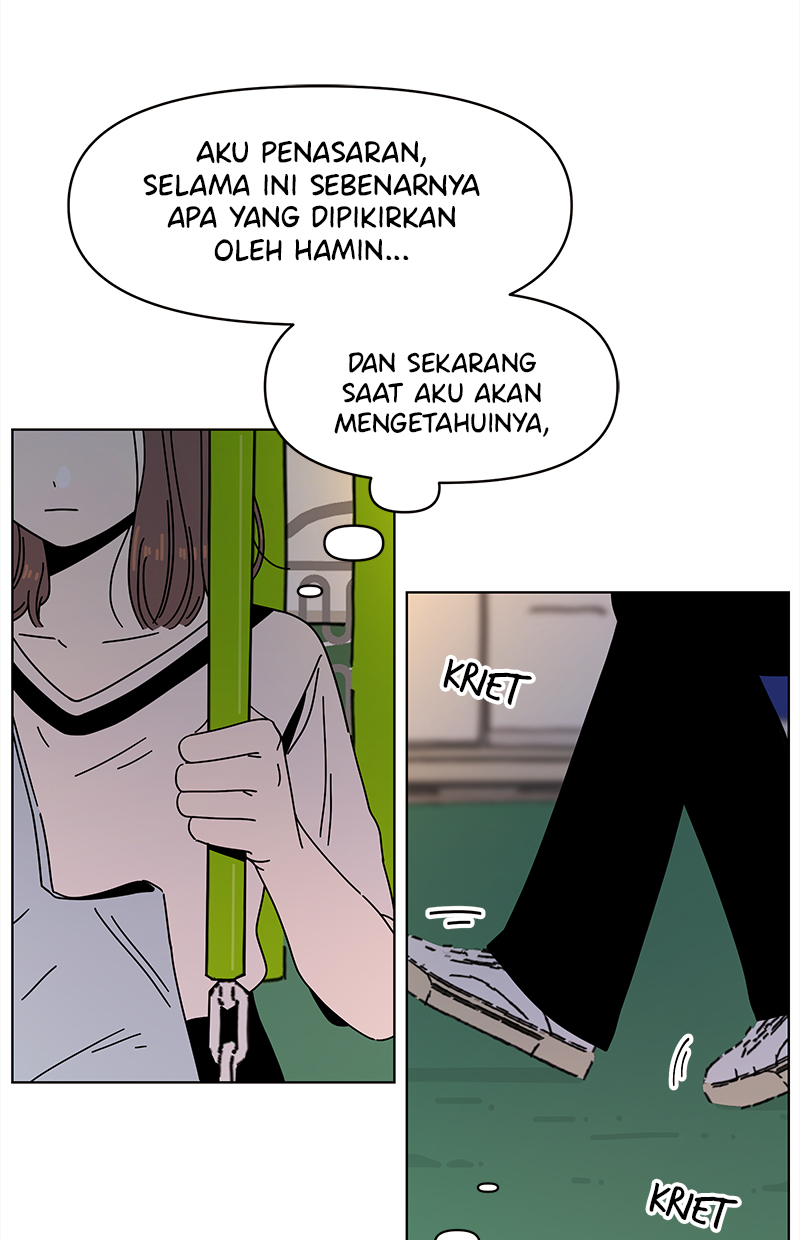 AKU PENASARAN,
SELAMA INI SEBENARNYA
APA YANG DIPIKIRKAN
OLEH HAMIN...
DAN SEKARANG
SAAT AKU AKAN
MENGETAHUINYA,
KRIET
KRIET